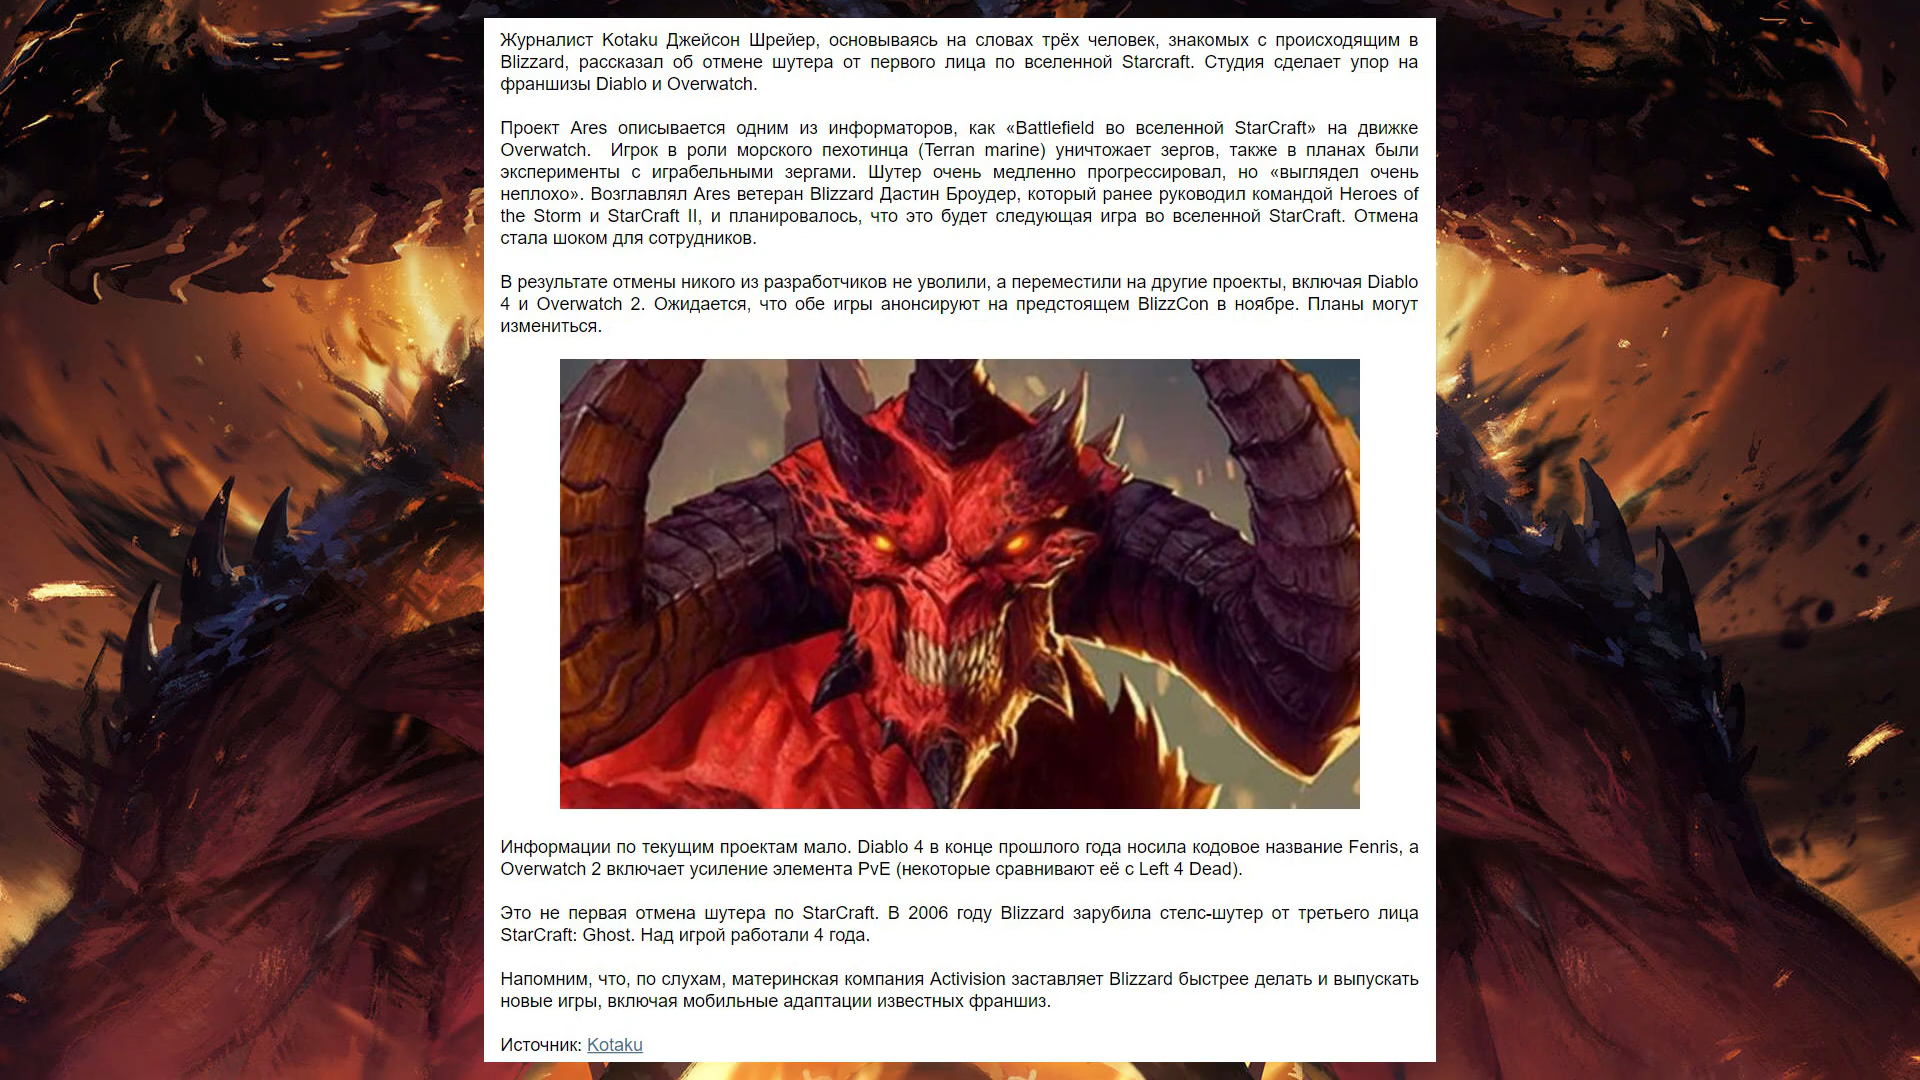 Журналист Kotaku Джейсон Шрейер, основываясь на словах трёх человек, знакомых с происходящим в
Blizzard, рассказал об отмене шутера от первого лица по вселенной Starcraft. Студия сделает упор на
франшизы Diablo и Overwatch.
Проект Ares описывается одним из информаторов, как «Battlefield во вселенной StarCraft» на движке
Overwatch. Игрок в роли морского пехотинца (Terran marine) уничтожает зергов, также в планах были
эксперименты с играбельными зергами. Шутер очень медленно прогрессировал, но «выглядел очень
неплохо». Возглавлял Ares ветеран Blizzard Дастин Броудер, который ранее руководил командой Heroes of
the Storm и StarCraft II, и планировалось, что это будет следующая игра во вселенной StarCraft. Отмена
стала шоком для сотрудников.
В результате отмены никого из разработчиков не уволили, а переместили на другие проекты, включая Diablo
4 и Overwatch 2. Ожидается, что обе игры анонсируют на предстоящем BlizzCon в ноябре. Планы могут
измениться.
Информации по текущим проектам мало. Diablo 4 в конце прошлого года носила кодовое название Fenris, а
Overwatch 2 включает усиление элемента PvE (некоторые сравнивают её с Left 4 Dead).
Это не первая отмена шутера по StarCraft. В 2006 году Blizzard зарубила стелс-шутер от третьего лица
StarCraft: Ghost. Над игрой работали 4 года.
Напомним, что, по слухам, материнская компания Activision заставляет Blizzard быстрее делать и выпускать
новые игры, включая мобильные адаптации известных франшиз.
Источник: Kotaku